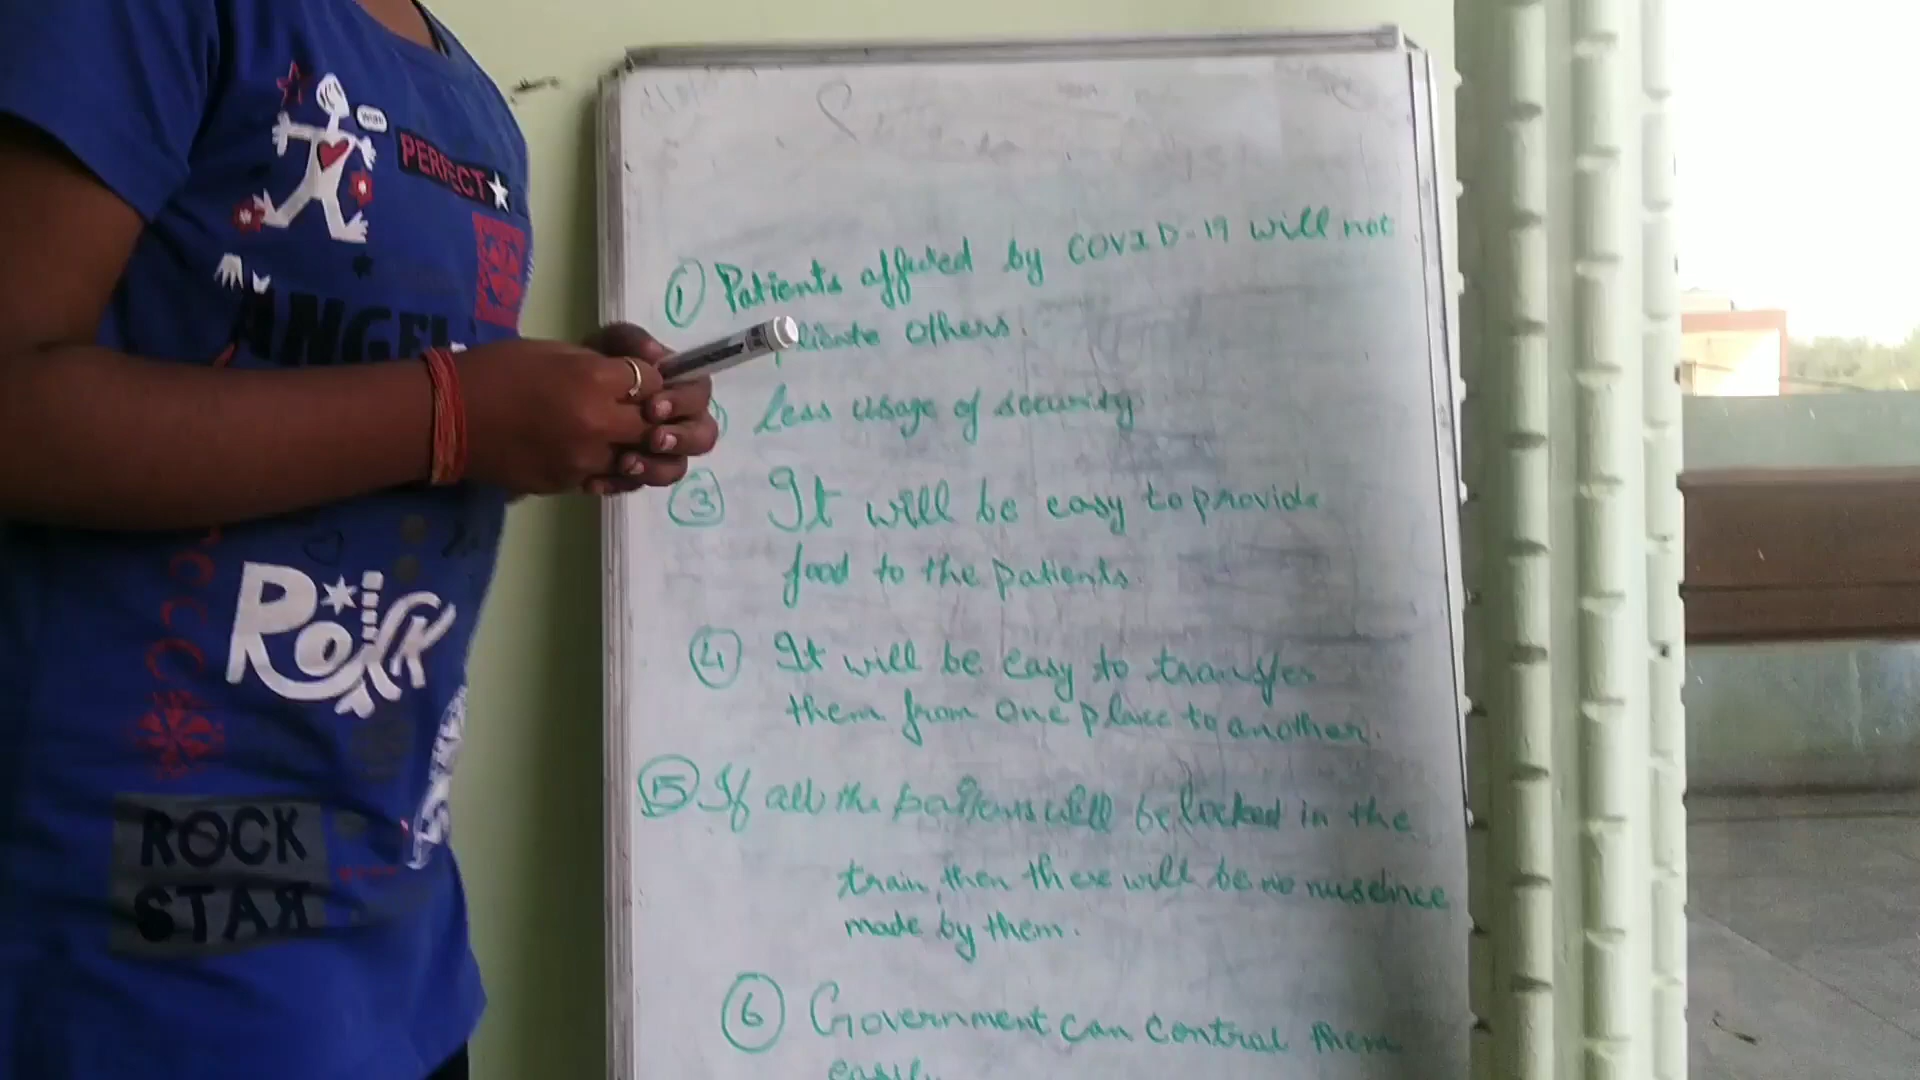 PERFECT
My
ANGEL
ROCK
ROCK
STAR
① Patients affected by COVID-19 will not
others.
Less usage of security
③ It will be easy to provide
food to the patients.
④ It will be easy to transfer
them from one place to another.
⑤ If all the patients will be locked in the
train, then there will be no nuseince
made by them.
⑥ Government can control them